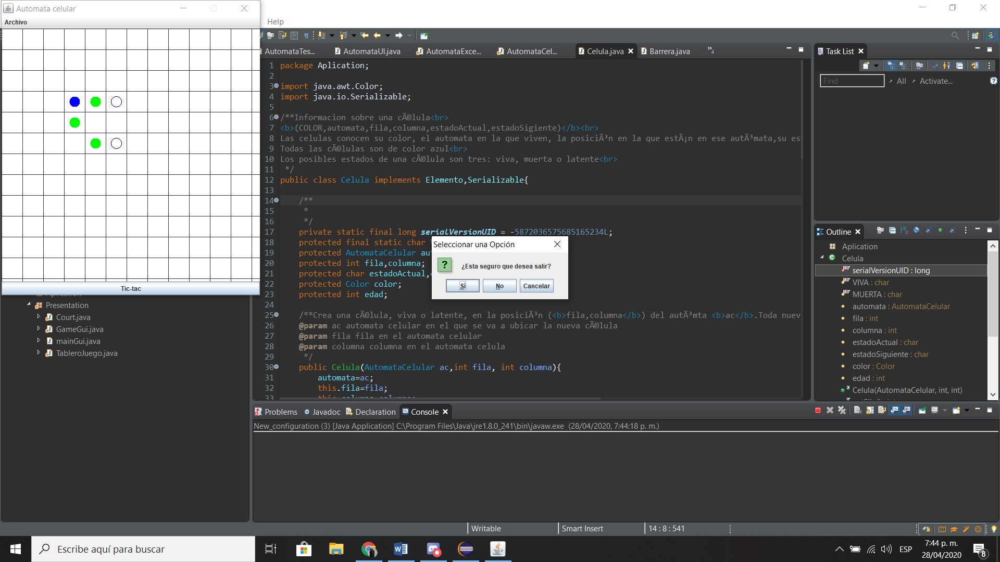 Automata celular
Archivo
Tic-tac
Presentation
Court.java
GameGui.java
mainGui.java
TableroJuego.java
Help
AutomataTes...
AutomataUI.java
AutomataExce...
AutomataCel...
Celula.java
Barrera.java
»4
1 package Aplication;
2
3 import java.awt.Color;
4 import java.io.Serializable;
5
6 /**Informacion sobre una cÃ©lula<br>
7 <b>(COLOR,automata,fila,columna,estadoActual,estadoSigiente)</b><br>
8 Las celulas conocen su color, el automata en la que viven, la posiciÃ³n en la que estÃ¡n en ese autÃ³mata,su es
9 Todas las cÃ©lulas son de color azul<br>
10 Los posibles estados de una cÃ©lula son tres: viva, muerta o latente<br>
11 */
12 public class Celula implements Elemento,Serializable{
13
14 /**
15 *
16 */
17 private static final long serialVersionUID = -5872036575685165234L;
18 protected final static char
19 protected AutomataCelular au
20 protected int fila,columna;
21 protected char estadoActual,
22 protected Color color;
23 protected int edad;
24
25 /**Crea una cÃ©lula, viva o latente, en la posiciÃ³n (<b>fila,columna</b>) del autÃ³mta <b>ac</b>.Toda nuev
26 @param ac automata celular en el que se va a ubicar la nueva cÃ©lula
27 @param fila fila en el automata celular
28 @param columna columna en el automata celula
29 */
30 public Celula(AutomataCelular ac,int fila, int columna){
31 automata=ac;
32 this.fila=fila;
33
Seleccionar una Opción
¿Esta seguro que desea salir?
Sí
No
Cancelar
Task List
Find
All
Activate...
Outline
Aplication
Celula
serialVersionUID : long
VIVA : char
MUERTA : char
automata : AutomataCelular
fila : int
columna : int
estadoActual : char
estadoSiguiente : char
color : Color
edad : int
Celula(AutomataCelular, int, int)
Problems
Javadoc
Declaration
Console
New_configuration (3) [Java Application] C:\Program Files\Java\jre1.8.0_241\bin\javaw.exe (28/04/2020, 7:44:18 p. m.)
Writable
Smart Insert
14 : 8 : 541
Escribe aquí para buscar
ESP
7:44 p. m.
28/04/2020
8